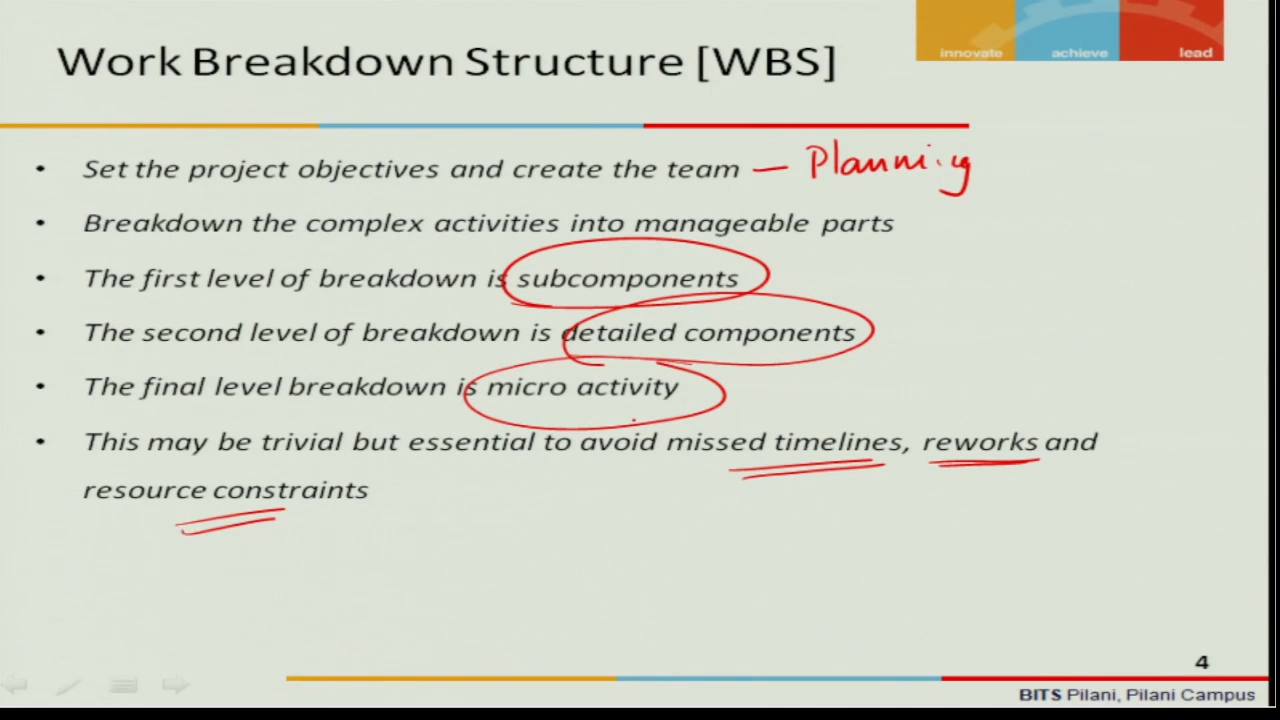 innovate achieve lead
Work Breakdown Structure [WBS]
• Set the project objectives and create the team — Planning
• Breakdown the complex activities into manageable parts
• The first level of breakdown is subcomponents
• The second level of breakdown is detailed components
• The final level breakdown is micro activity
• This may be trivial but essential to avoid missed timelines, reworks and
resource constraints
4
BITS Pilani, Pilani Campus